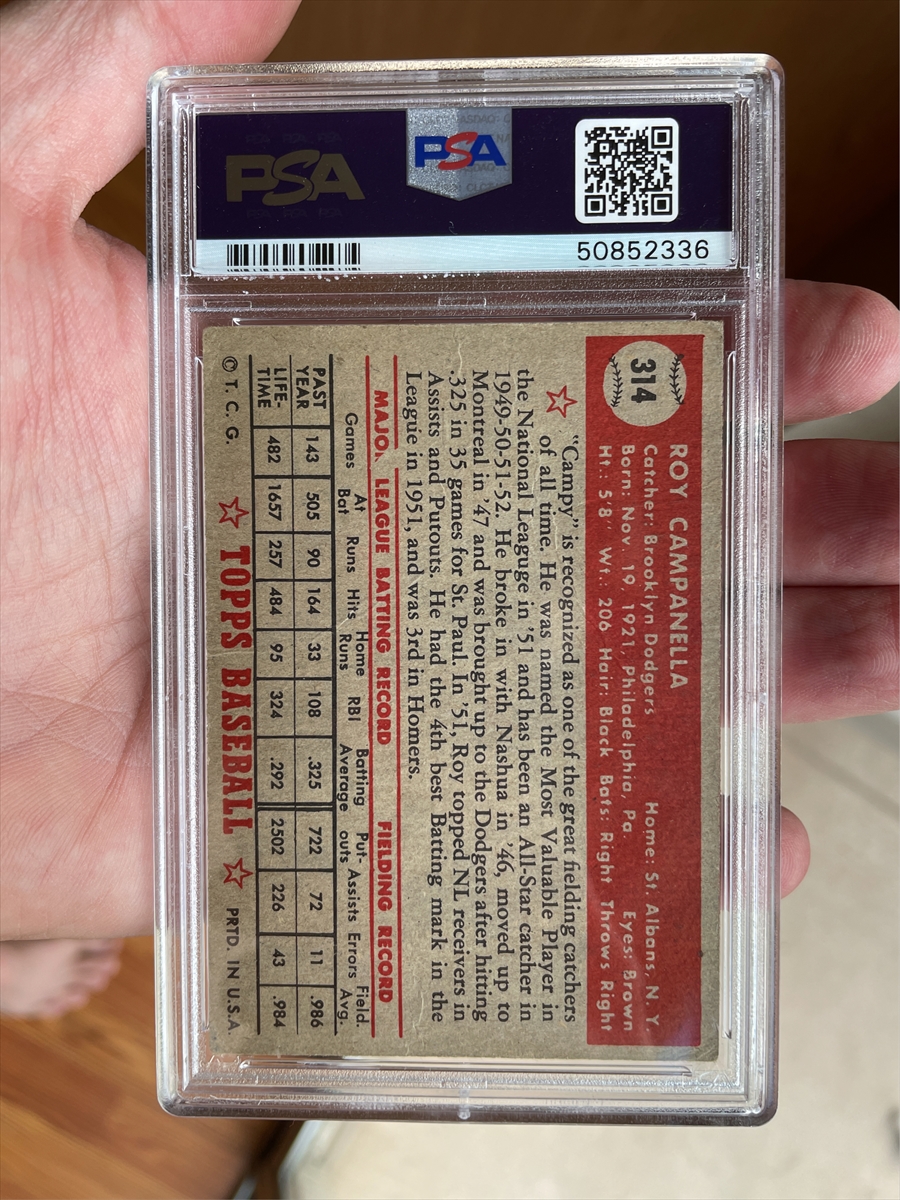 PSA
PSA
50852336
314
ROY CAMPANELLA
Catcher: Brooklyn Dodgers Home: St. Albans, N. Y.
Born: Nov. 19, 1921, Philadelphia, Pa. Eyes: Brown
Ht.: 5'8" Wt.: 206 Hair: Black Bats: Right Throws Right
"Campy" is recognized as one of the great fielding catchers
of all time. He was named the Most Valuable Player in
the National League in '51 and has been an All-Star catcher in
1949-50-51-52. He broke in with Nashua in '46, moved up to
Montreal in '47 and was brought up to the Dodgers after hitting
.325 in 35 games for St. Paul. In '51, Roy topped NL receivers in
Assists and Putouts. He had the 4th best Batting mark in the
League in 1951, and was 3rd in Homers.
MAJOR LEAGUE BATTING RECORD FIELDING RECORD
Games At Bat Runs Hits Home Runs RBI Batting Average Put-outs Assists Errors Field. Avg.
PAST YEAR 143 505 90 164 33 108 .325 722 72 11 .986
LIFE-TIME 482 1657 257 484 95 324 .292 2502 226 43 .984
© T. C. G. TOPPS BASEBALL PRTD. IN U.S.A.